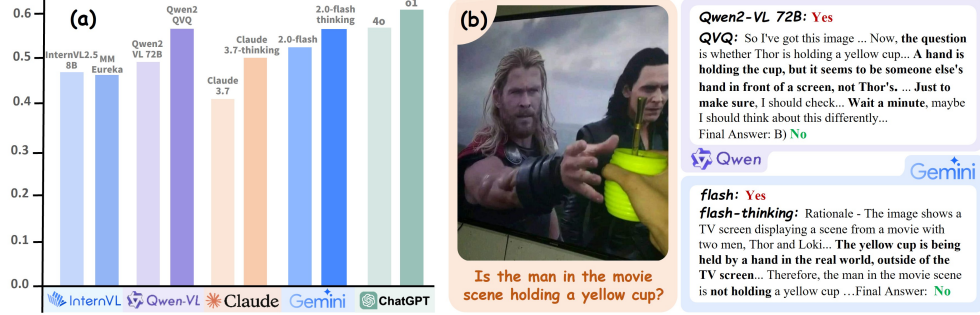 (a)
0.6
0.5
0.4
0.3
0.2
0.1
0.0
InternVL2.5
8B
MM
Eureka
Qwen2
VL 72B
Qwen2
QVQ
Claude
3.7
Claude
3.7-thinking
2.0-flash
2.0-flash
thinking
4o
o1
InternVL
Qwen-VL
Claude
Gemini
ChatGPT
(b)
Is the man in the movie
scene holding a yellow cup?
Qwen2-VL 72B: Yes
QVQ: So I've got this image ... Now, the question
is whether Thor is holding a yellow cup... A hand is
holding the cup, but it seems to be someone else's
hand in front of a screen, not Thor's. ... Just to
make sure, I should check... Wait a minute, maybe
I should think about this differently...
Final Answer: B) No
Qwen
Gemini
flash: Yes
flash-thinking: Rationale - The image shows a
TV screen displaying a scene from a movie with
two men, Thor and Loki... The yellow cup is being
held by a hand in the real world, outside of the
TV screen... Therefore, the man in the movie scene
is not holding a yellow cup …Final Answer: No